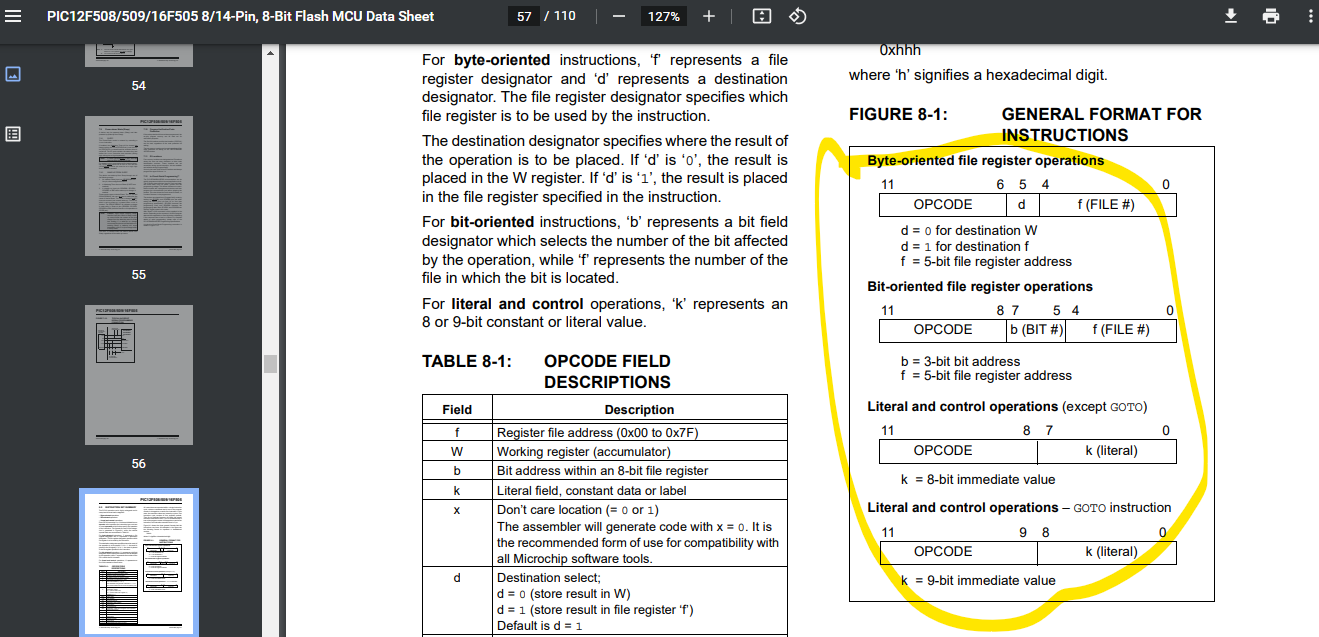 PIC12F508/509/16F505 8/14-Pin, 8-Bit Flash MCU Data Sheet
57 / 110
127%
54
55
56
For byte-oriented instructions, ‘f’ represents a file
register designator and ‘d’ represents a destination
designator. The file register designator specifies which
file register is to be used by the instruction.
The destination designator specifies where the result of
the operation is to be placed. If ‘d’ is ‘0’, the result is
placed in the W register. If ‘d’ is ‘1’, the result is placed
in the file register specified in the instruction.
For bit-oriented instructions, ‘b’ represents a bit field
designator which selects the number of the bit affected
by the operation, while ‘f’ represents the number of the
file in which the bit is located.
For literal and control operations, ‘k’ represents an
8 or 9-bit constant or literal value.
TABLE 8-1: OPCODE FIELD
DESCRIPTIONS
Field Description
f Register file address (0x00 to 0x7F)
W Working register (accumulator)
b Bit address within an 8-bit file register
k Literal field, constant data or label
x Don’t care location (= 0 or 1)
The assembler will generate code with x = 0. It is
the recommended form of use for compatibility with
all Microchip software tools.
d Destination select;
d = 0 (store result in W)
d = 1 (store result in file register ‘f’)
Default is d = 1
0xhhh
where ‘h’ signifies a hexadecimal digit.
FIGURE 8-1: GENERAL FORMAT FOR
INSTRUCTIONS
Byte-oriented file register operations
11 6 5 4 0
OPCODE d f (FILE #)
d = 0 for destination W
d = 1 for destination f
f = 5-bit file register address
Bit-oriented file register operations
11 8 7 5 4 0
OPCODE b (BIT #) f (FILE #)
b = 3-bit bit address
f = 5-bit file register address
Literal and control operations (except GOTO)
11 8 7 0
OPCODE k (literal)
k = 8-bit immediate value
Literal and control operations – GOTO instruction
11 9 8 0
OPCODE k (literal)
k = 9-bit immediate value